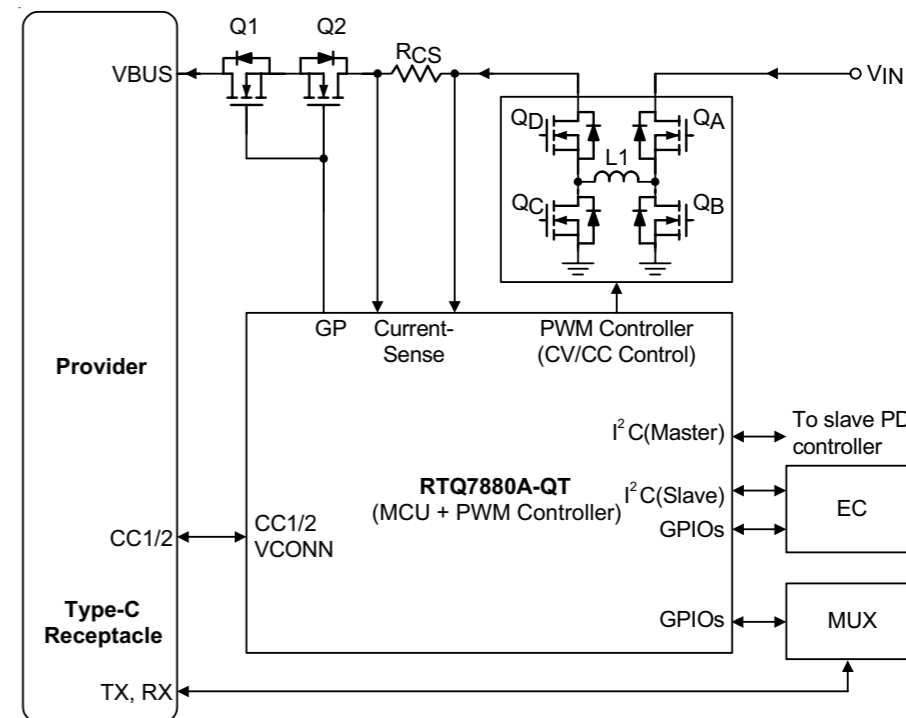 Q1
Q2
RCS
VBUS
VIN
QD
QA
L1
QC
QB
GP
Current-
Sense
PWM Controller
(CV/CC Control)
Provider
I²C(Master)
To slave PD
controller
RTQ7880A-QT
(MCU + PWM Controller)
I²C(Slave)
GPIOs
EC
CC1/2
CC1/2
VCONN
Type-C
Receptacle
GPIOs
MUX
TX, RX